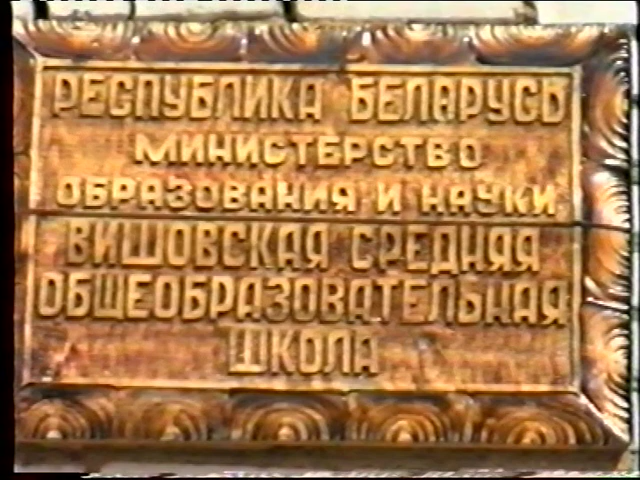 РЕСПУБЛИКА БЕЛАРУСЬ
МИНИСТЕРСТВО
ОБРАЗОВАНИЯ И НАУКИ
ВИШОВСКАЯ СРЕДНЯЯ
ОБЩЕОБРАЗОВАТЕЛЬНАЯ
ШКОЛА